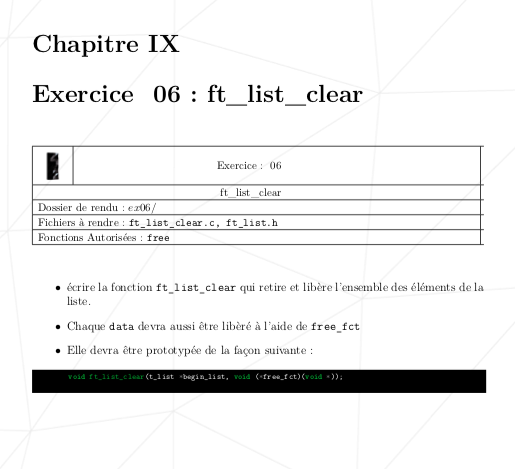 Chapitre IX
Exercice 06 : ft_list_clear
Exercice : 06
ft_list_clear
Dossier de rendu : ex06/
Fichiers à rendre : ft_list_clear.c, ft_list.h
Fonctions Autorisées : free
• écrire la fonction ft_list_clear qui retire et libère l'ensemble des éléments de la
liste.
• Chaque data devra aussi être libèré à l'aide de free_fct
• Elle devra être prototypée de la façon suivante :
void ft_list_clear(t_list *begin_list, void (*free_fct)(void *));